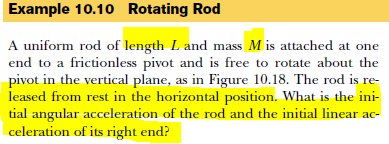 Example 10.10 Rotating Rod
A uniform rod of length L and mass M is attached at one
end to a frictionless pivot and is free to rotate about the
pivot in the vertical plane, as in Figure 10.18. The rod is re-
leased from rest in the horizontal position. What is the ini-
tial angular acceleration of the rod and the initial linear ac-
celeration of its right end?